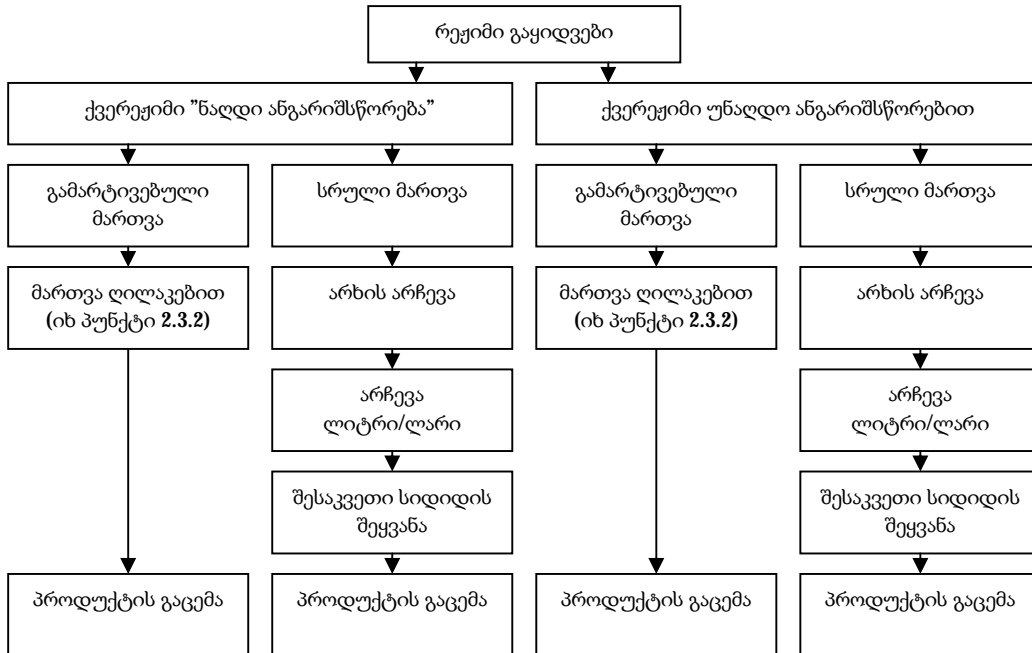 რეჟიმი გაყიდვები
ქვერეჟიმი ”ნაღდი ანგარიშსწორება”
ქვერეჟიმი უნაღდო ანგარიშსწორებით
გამარტივებული
მართვა
სრული მართვა
გამარტივებული
მართვა
სრული მართვა
მართვა ღილაკებით
(იხ პუნქტი 2.3.2)
არხის არჩევა
მართვა ღილაკებით
(იხ პუნქტი 2.3.2)
არხის არჩევა
არჩევა
ლიტრი/ლარი
არჩევა
ლიტრი/ლარი
შესაკვეთი სიდიდის
შეყვანა
შესაკვეთი სიდიდის
შეყვანა
პროდუქტის გაცემა
პროდუქტის გაცემა
პროდუქტის გაცემა
პროდუქტის გაცემა